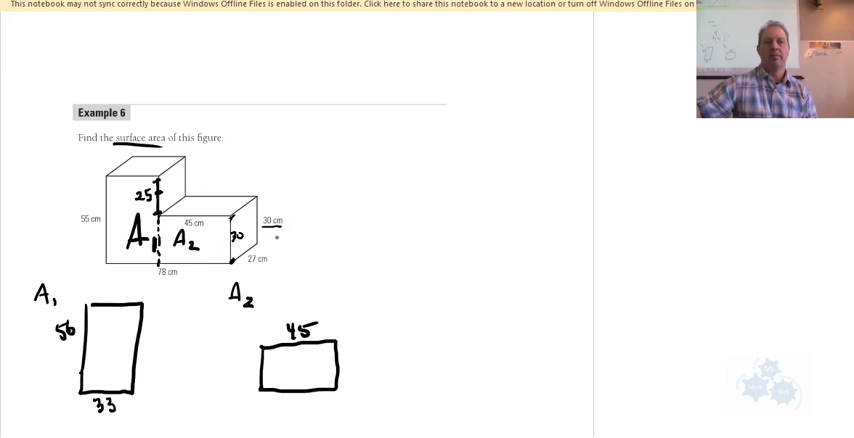 This notebook may not sync correctly because Windows Offline Files is enabled on this folder. Click here to share this notebook to a new location or turn off Windows Offline Files on
Example 6
Find the surface area of this figure.
25
55 cm
45 cm
30 cm
A1
A2
30
27 cm
78 cm
A1
A2
56
45
33